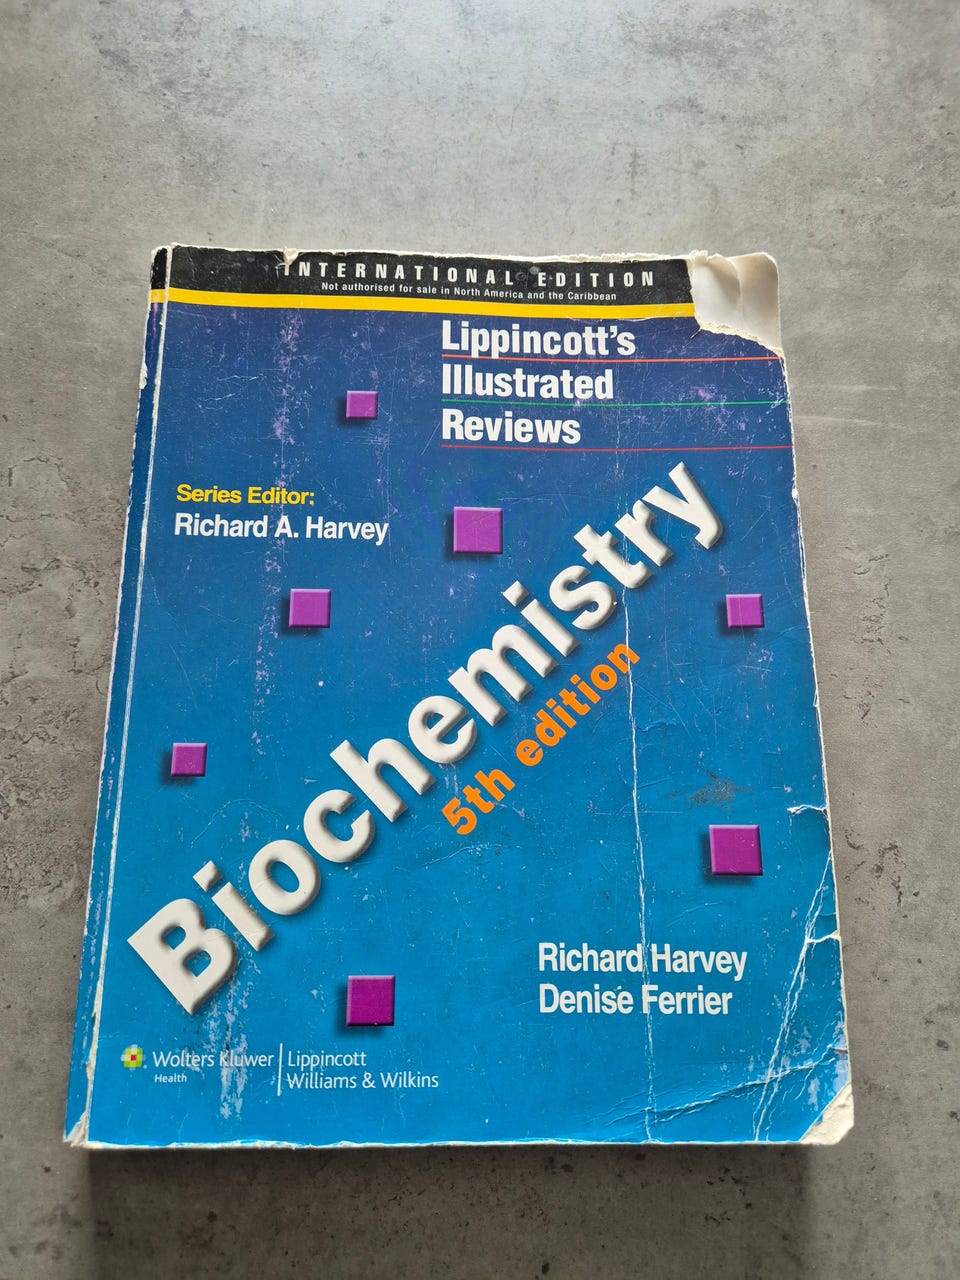 INTERNATIONAL EDITION
Not authorised for sale in North America and the Caribbean
Lippincott's
Illustrated
Reviews
Series Editor:
Richard A. Harvey
Biochemistry
5th edition
Richard Harvey
Denise Ferrier
Wolters Kluwer
Health
Lippincott
Williams & Wilkins